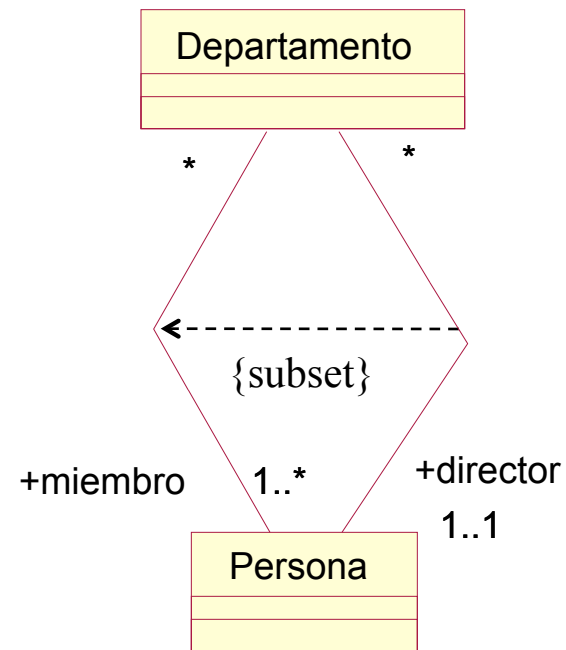 Departamento
* *
{subset}
+miembro 1..* +director
1..1
Persona